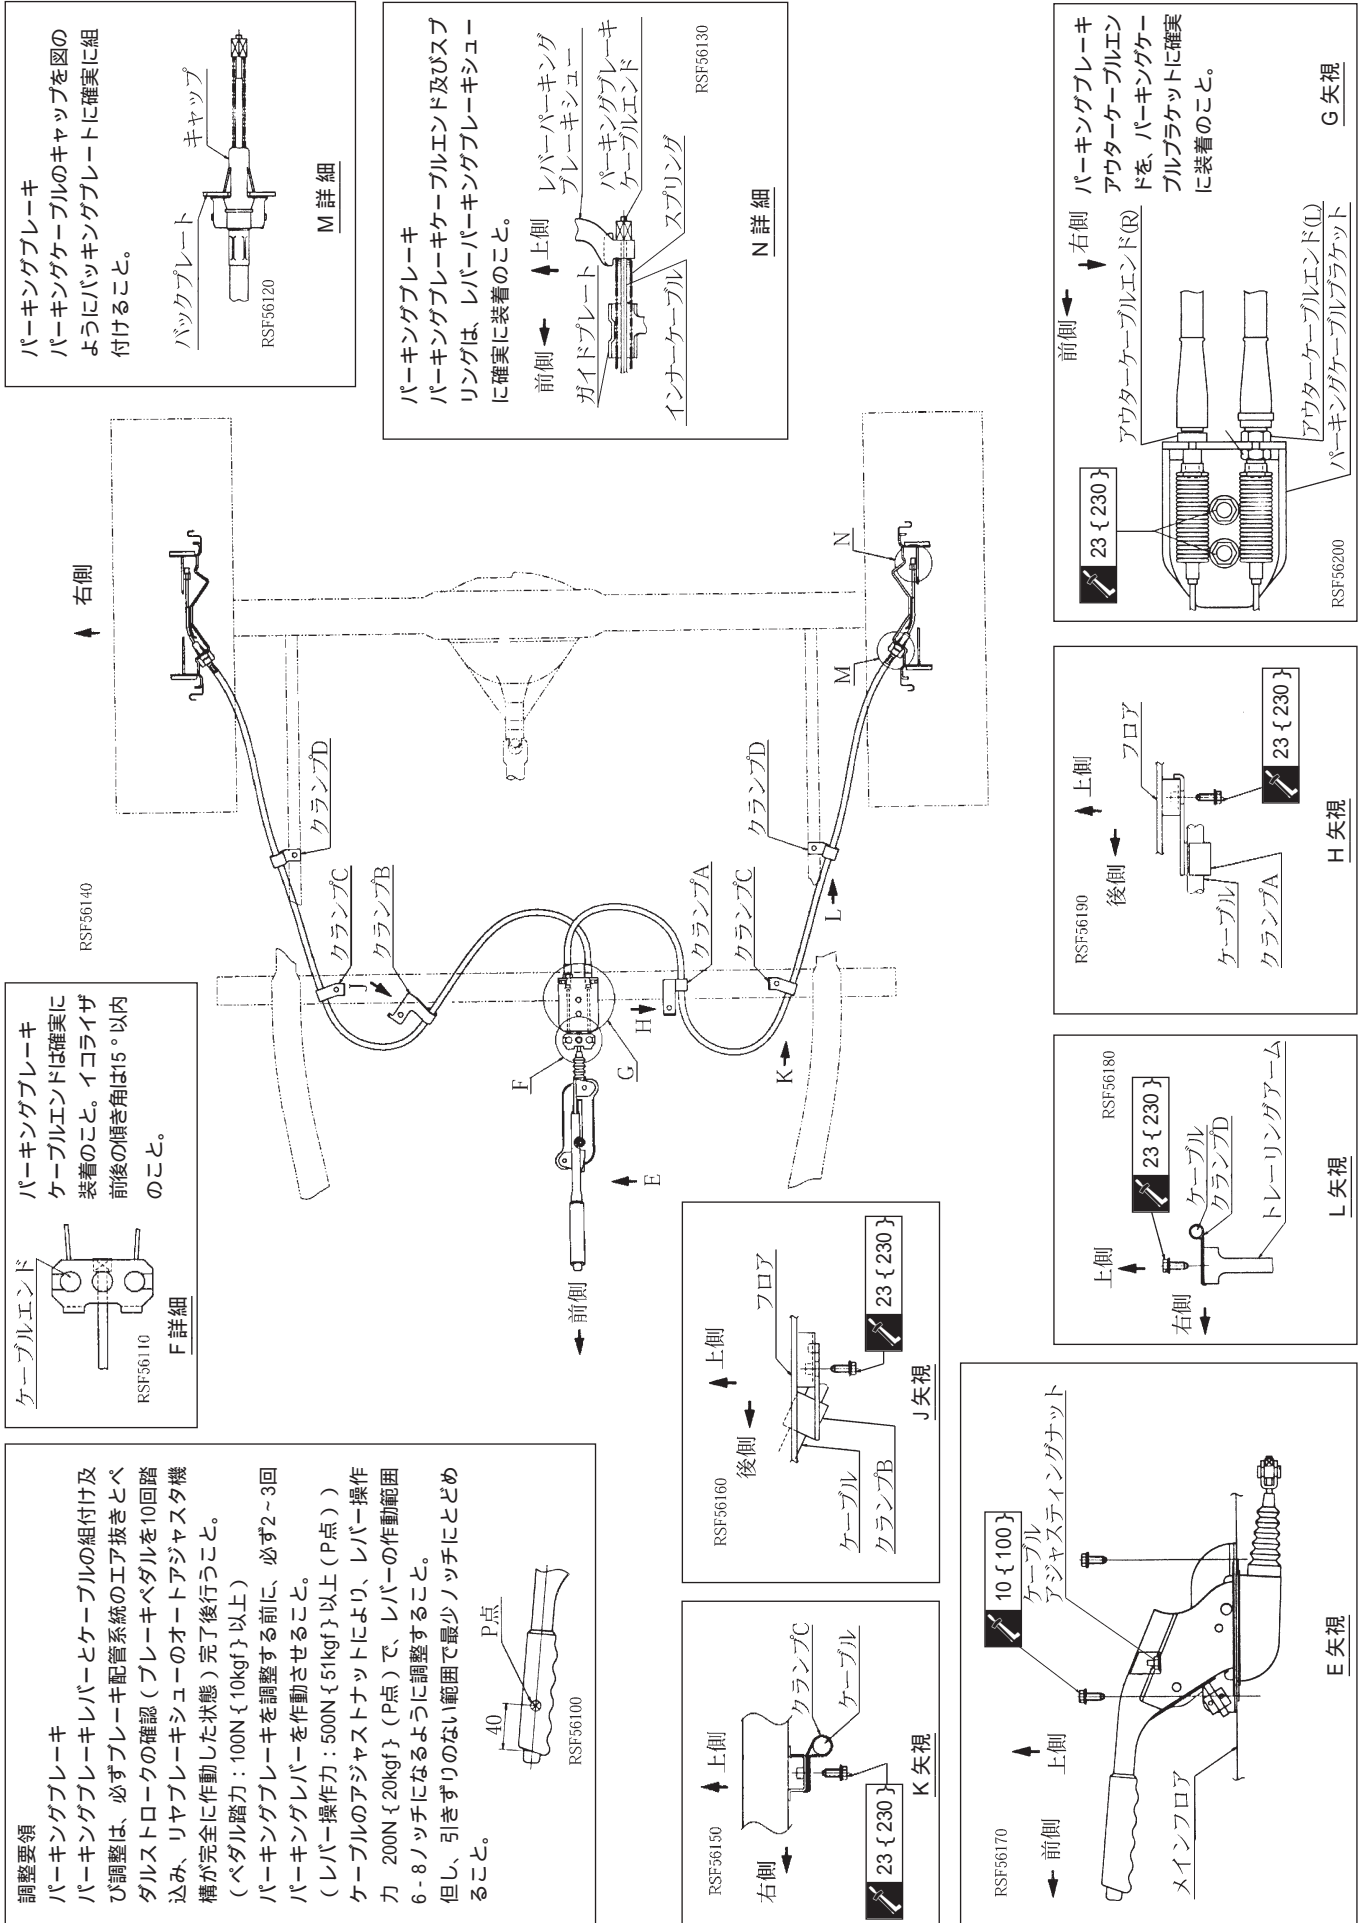 調整要領
パーキングブレーキ
パーキングブレーキレバーとケーブルの組付け及
び調整は、必ずブレーキ配管系統のエア抜きとペ
ダルストロークの確認（ブレーキペダルを10回踏
込み、リヤブレーキシューのオートアジャスタ機
構が完全に作動した状態）完了後行うこと。
（ペダル踏力：100N {10kgf} 以上）
パーキングブレーキを調整する前に、必ず2～3回
パーキングレバーを作動させること。
（レバー操作力：500N {51kgf} 以上（P点））
ケーブルのアジャストナットにより、レバー操作
力 200N {20kgf}（P点）で、レバーの作動範囲
6-8ノッチになるように調整すること。
但し、引きずりのない範囲で最少ノッチにとどめ
ること。
40
P点
RSF56100
ケーブルエンド
RSF56110
F 詳細
パーキングブレーキ
ケーブルエンドは確実に
装着のこと。イコライザ
前後の傾き角は15°以内
のこと。
RSF56140
右側
前側
E
F
G
H
J
K
L
M
N
クランプD
クランプC
クランプB
クランプA
クランプC
クランプD
パーキングブレーキ
パーキングケーブルのキャップを図の
ようにバッキングプレートに確実に組
付けること。
バックプレート
キャップ
RSF56120
M 詳細
パーキングブレーキ
パーキングブレーキケーブルエンド及びスプ
リングは、レバーパーキングブレーキシュー
に確実に装着のこと。
前側
上側
ガイドプレート
レバーパーキング
ブレーキシュー
パーキングブレーキ
ケーブルエンド
スプリング
インナーケーブル
RSF56130
N 詳細
RSF56150
右側
上側
クランプC
ケーブル
23 {230}
K 矢視
RSF56160
後側
上側
フロア
ケーブル
クランプB
23 {230}
J 矢視
RSF56170
前側
上側
メインフロア
10 {100}
ケーブル
アジャスティングナット
E 矢視
RSF56180
右側
上側
23 {230}
ケーブル
クランプD
トレーリングアーム
L 矢視
RSF56190
後側
上側
フロア
ケーブル
クランプA
23 {230}
H 矢視
RSF56200
23 {230}
前側
右側
アウターケーブルエンド(R)
アウターケーブルエンド(L)
パーキングケーブルブラケット
パーキングブレーキ
アウターケーブルエン
ドを、パーキングケー
ブルブラケットに確実
に装着のこと。
G 矢視